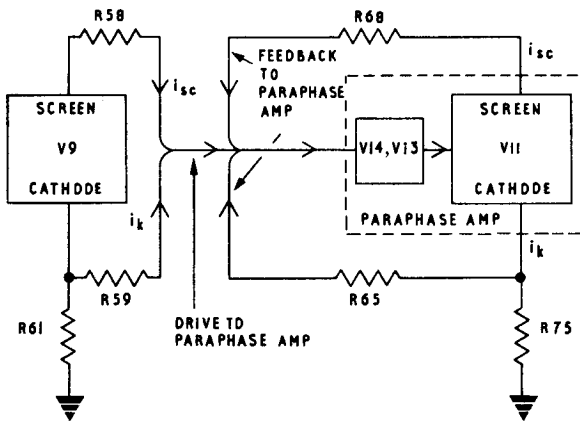 R58
R68
FEEDBACK
TO
PARAPHASE
AMP
isc
isc
SCREEN
V9
CATHODE
V14, V13
SCREEN
V11
CATHODE
PARAPHASE AMP
ik
ik
R59
R65
R61
DRIVE TO
PARAPHASE AMP
R75